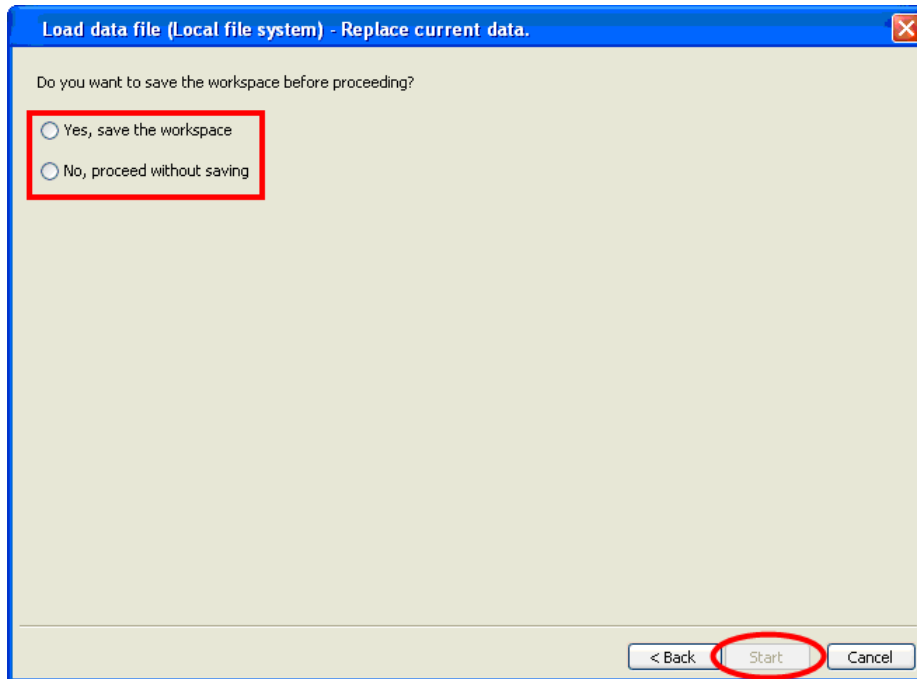 Load data file (Local file system) - Replace current data.
Do you want to save the workspace before proceeding?
Yes, save the workspace
No, proceed without saving
< Back Start Cancel